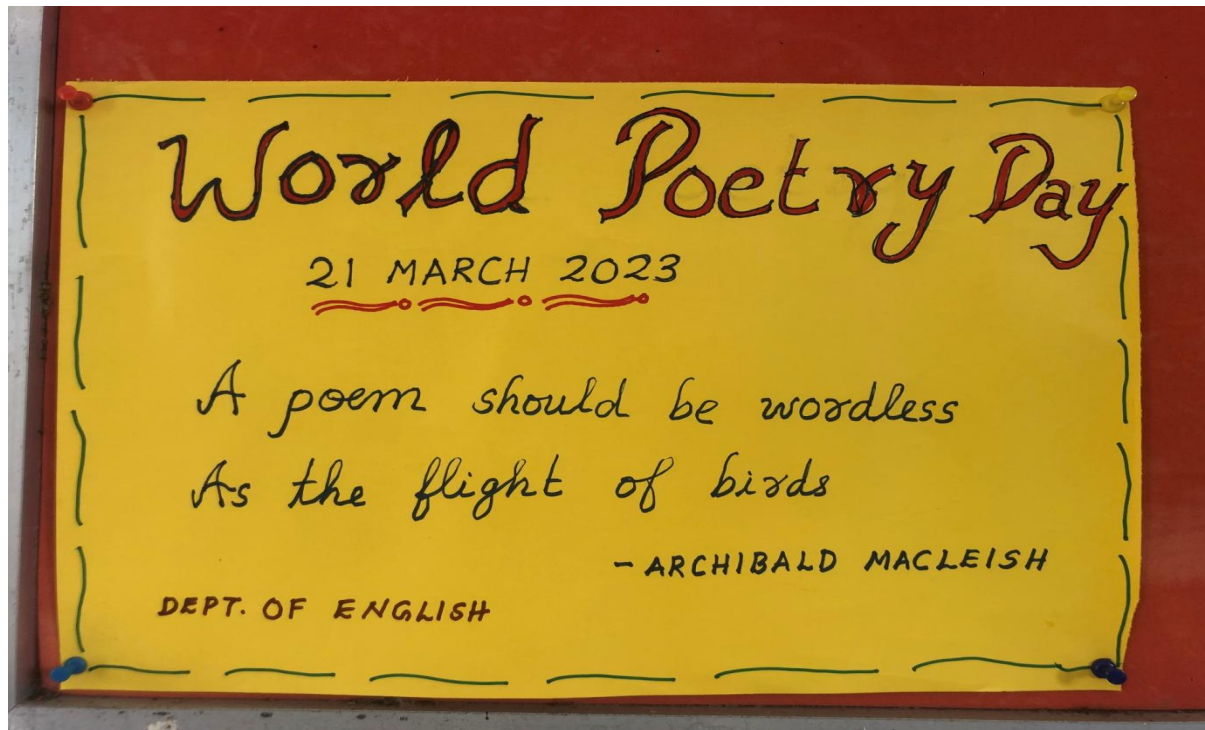 World Poetry Day
21 MARCH 2023
A poem should be wordless
As the flight of birds
- ARCHIBALD MACLEISH
DEPT. OF ENGLISH